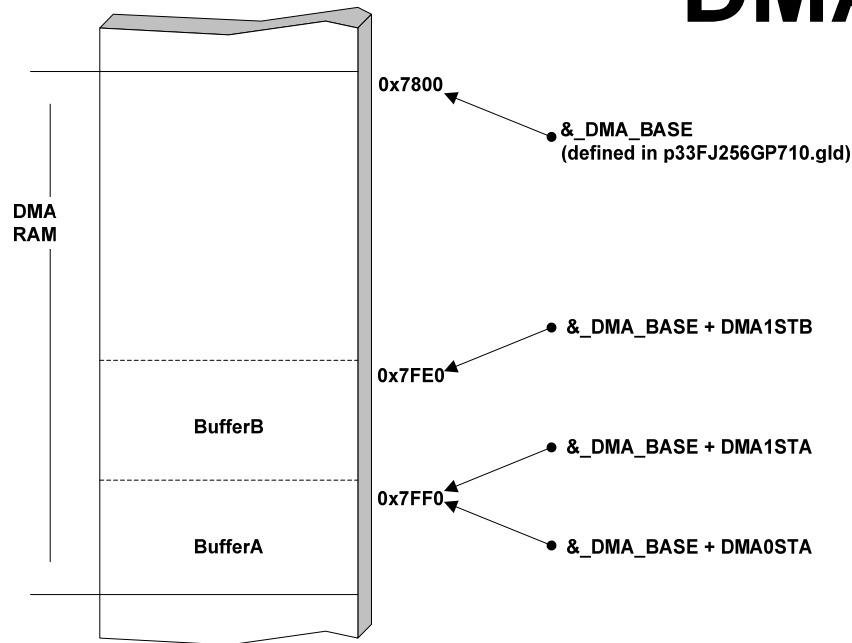 DMA
0x7800
&_DMA_BASE
(defined in p33FJ256GP710.gld)
DMA
RAM
&_DMA_BASE + DMA1STB
0x7FE0
BufferB
&_DMA_BASE + DMA1STA
0x7FF0
BufferA
&_DMA_BASE + DMA0STA